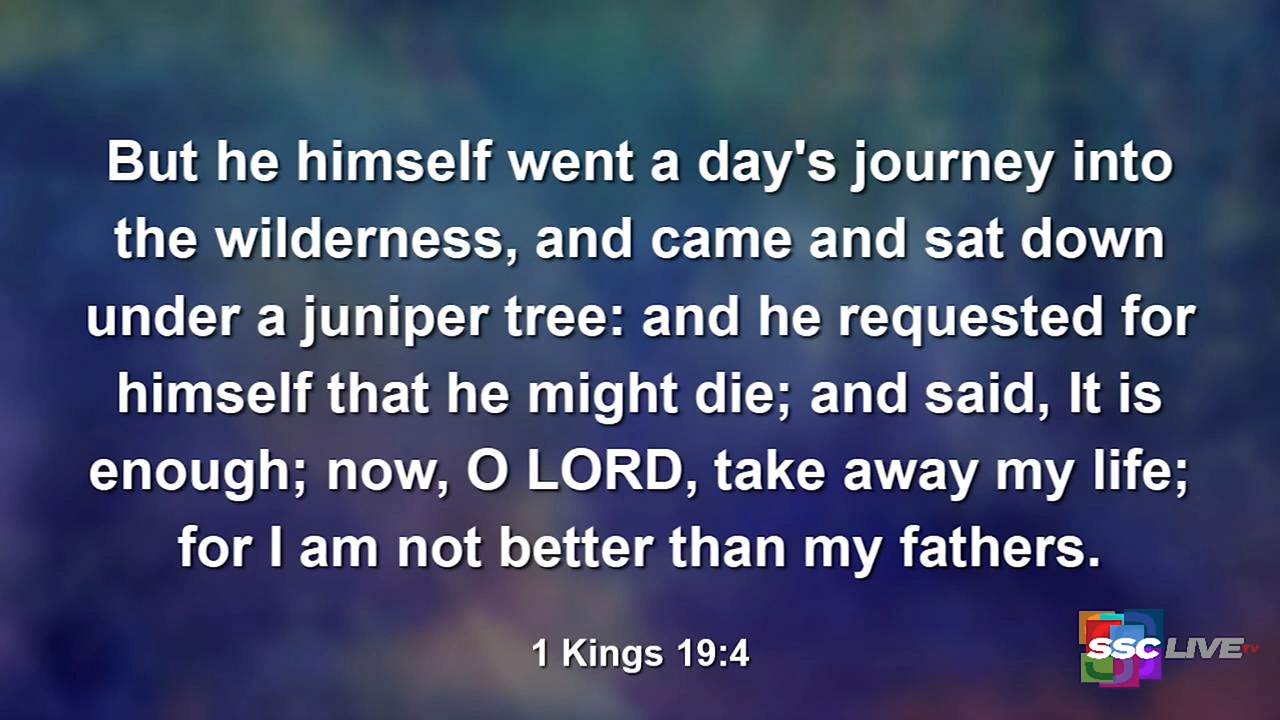 But he himself went a day's journey into
the wilderness, and came and sat down
under a juniper tree: and he requested for
himself that he might die; and said, It is
enough; now, O LORD, take away my life;
for I am not better than my fathers.
1 Kings 19:4
SSC LIVE TV